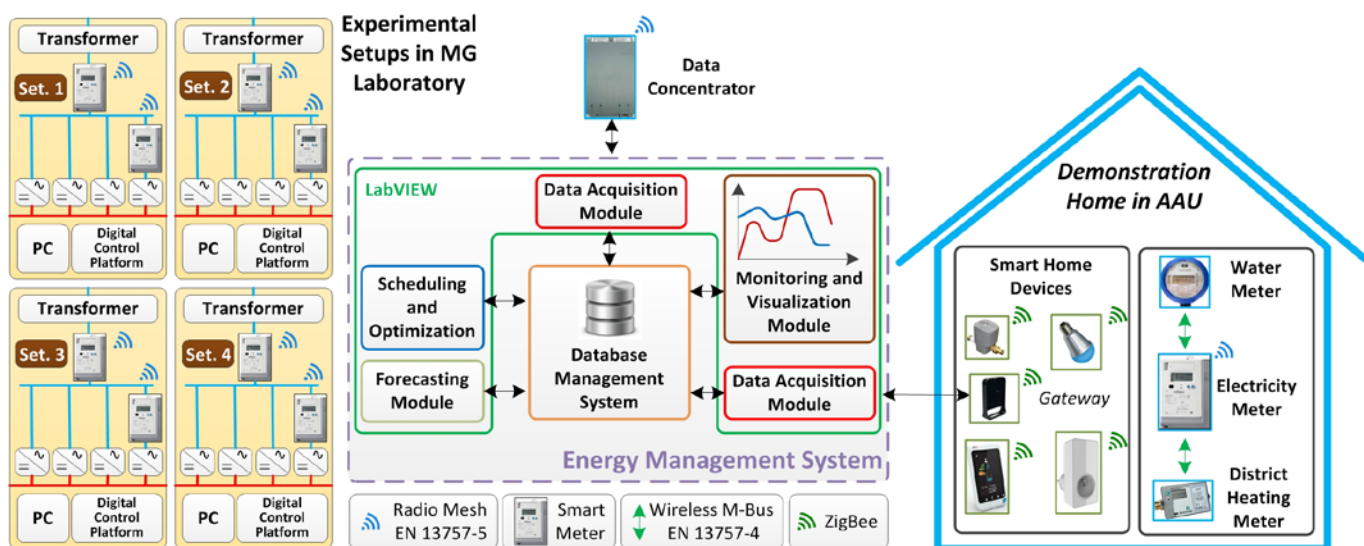 Transformer
Set. 1
PC
Digital
Control
Platform
Transformer
Set. 2
PC
Digital
Control
Platform
Transformer
Set. 3
PC
Digital
Control
Platform
Transformer
Set. 4
PC
Digital
Control
Platform
Experimental
Setups in MG
Laboratory
Data
Concentrator
LabVIEW
Data Acquisition
Module
Scheduling
and
Optimization
Forecasting
Module
Database
Management
System
Monitoring and
Visualization
Module
Data Acquisition
Module
Energy Management System
Radio Mesh
EN 13757-5
Smart
Meter
Wireless M-Bus
EN 13757-4
ZigBee
Demonstration
Home in AAU
Smart Home
Devices
Gateway
Water
Meter
Electricity
Meter
District
Heating
Meter